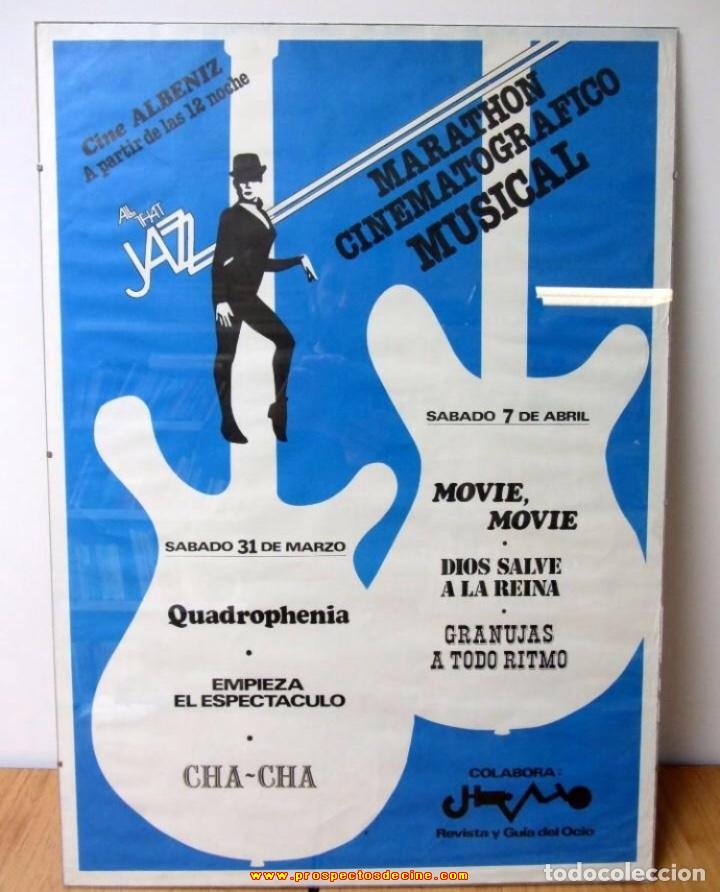 Cine ALBENIZ
A partir de las 12 noche
ALL THAT
JAZZ
MARATHON
CINEMATOGRAFICO
MUSICAL
SABADO 7 DE ABRIL
MOVIE,
MOVIE
•
DIOS SALVE
A LA REINA
•
GRANUJAS
A TODO RITMO
SABADO 31 DE MARZO
Quadrophenia
•
EMPIEZA
EL ESPECTACULO
•
CHA-CHA
COLABORA:
Revista y Guía del Ocio
www.prospectosdecine.com
todocoleccion